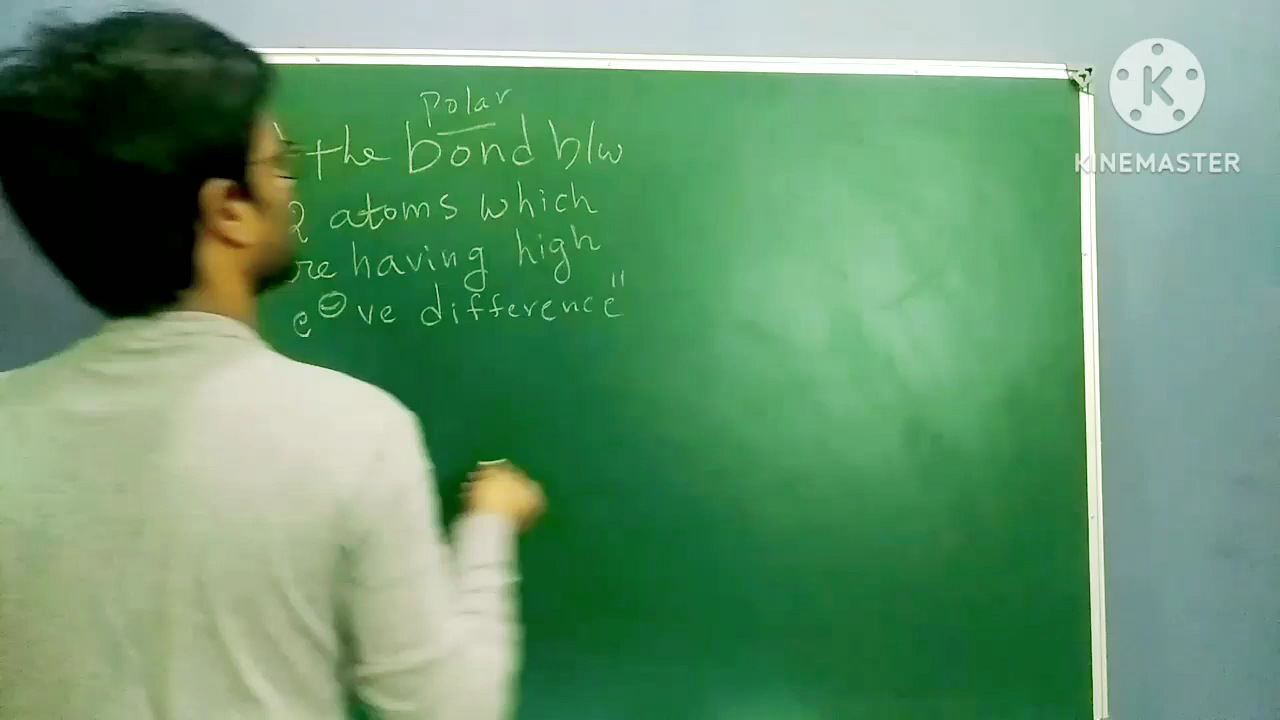 Polar
the bond b/w
2 atoms which
re having high
e⊖ve difference"
K
KINEMASTER